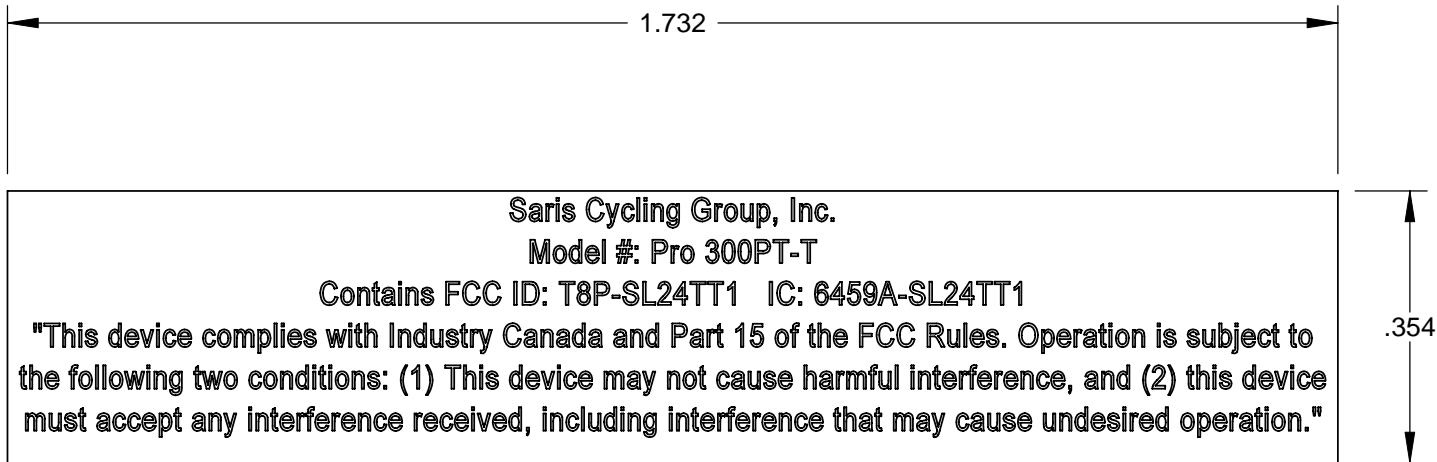 1.732
Saris Cycling Group, Inc.
Model #: Pro 300PT-T
Contains FCC ID: T8P-SL24TT1 IC: 6459A-SL24TT1
"This device complies with Industry Canada and Part 15 of the FCC Rules. Operation is subject to
.354
the following two conditions: (1) This device may not cause harmful interference, and (2) this device
must accept any interference received, including interference that may cause undesired operation."